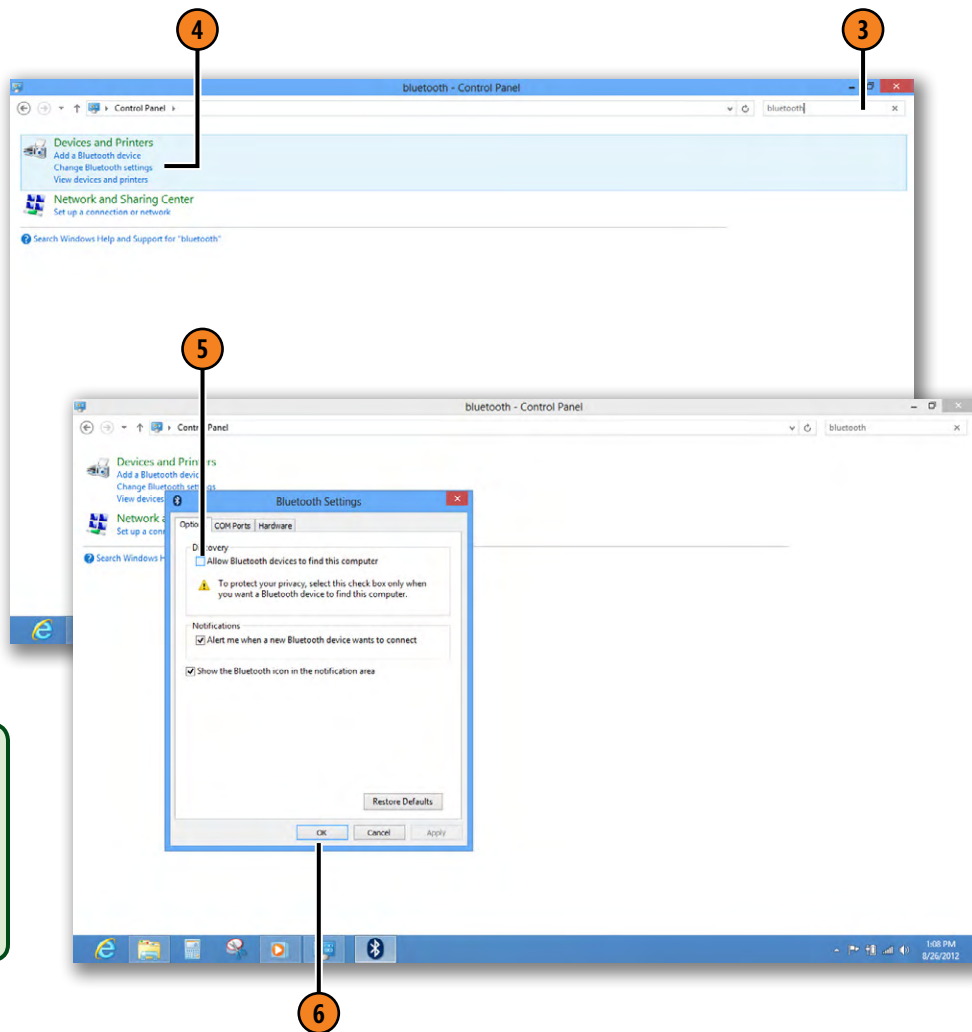 4
3
bluetooth - Control Panel
Control Panel
bluetooth
Devices and Printers
Add a Bluetooth device
Change Bluetooth settings
View devices and printers
Network and Sharing Center
Set up a connection or network
Search Windows Help and Support for "bluetooth"
5
bluetooth - Control Panel
Panel
bluetooth
Devices and
Add a Bluetooth
Change Bluetooth
View devices
Network
Set up a
Search Windows
Bluetooth Settings
COM Ports
Hardware
Allow Bluetooth devices to find this computer
To protect your privacy, select this check box only when
you want a Bluetooth device to find this computer.
Notifications
Alert me when a new Bluetooth device wants to connect
Show the Bluetooth icon in the notification area
Restore Defaults
OK
Cancel
Apply
1:08 PM
8/26/2012
6